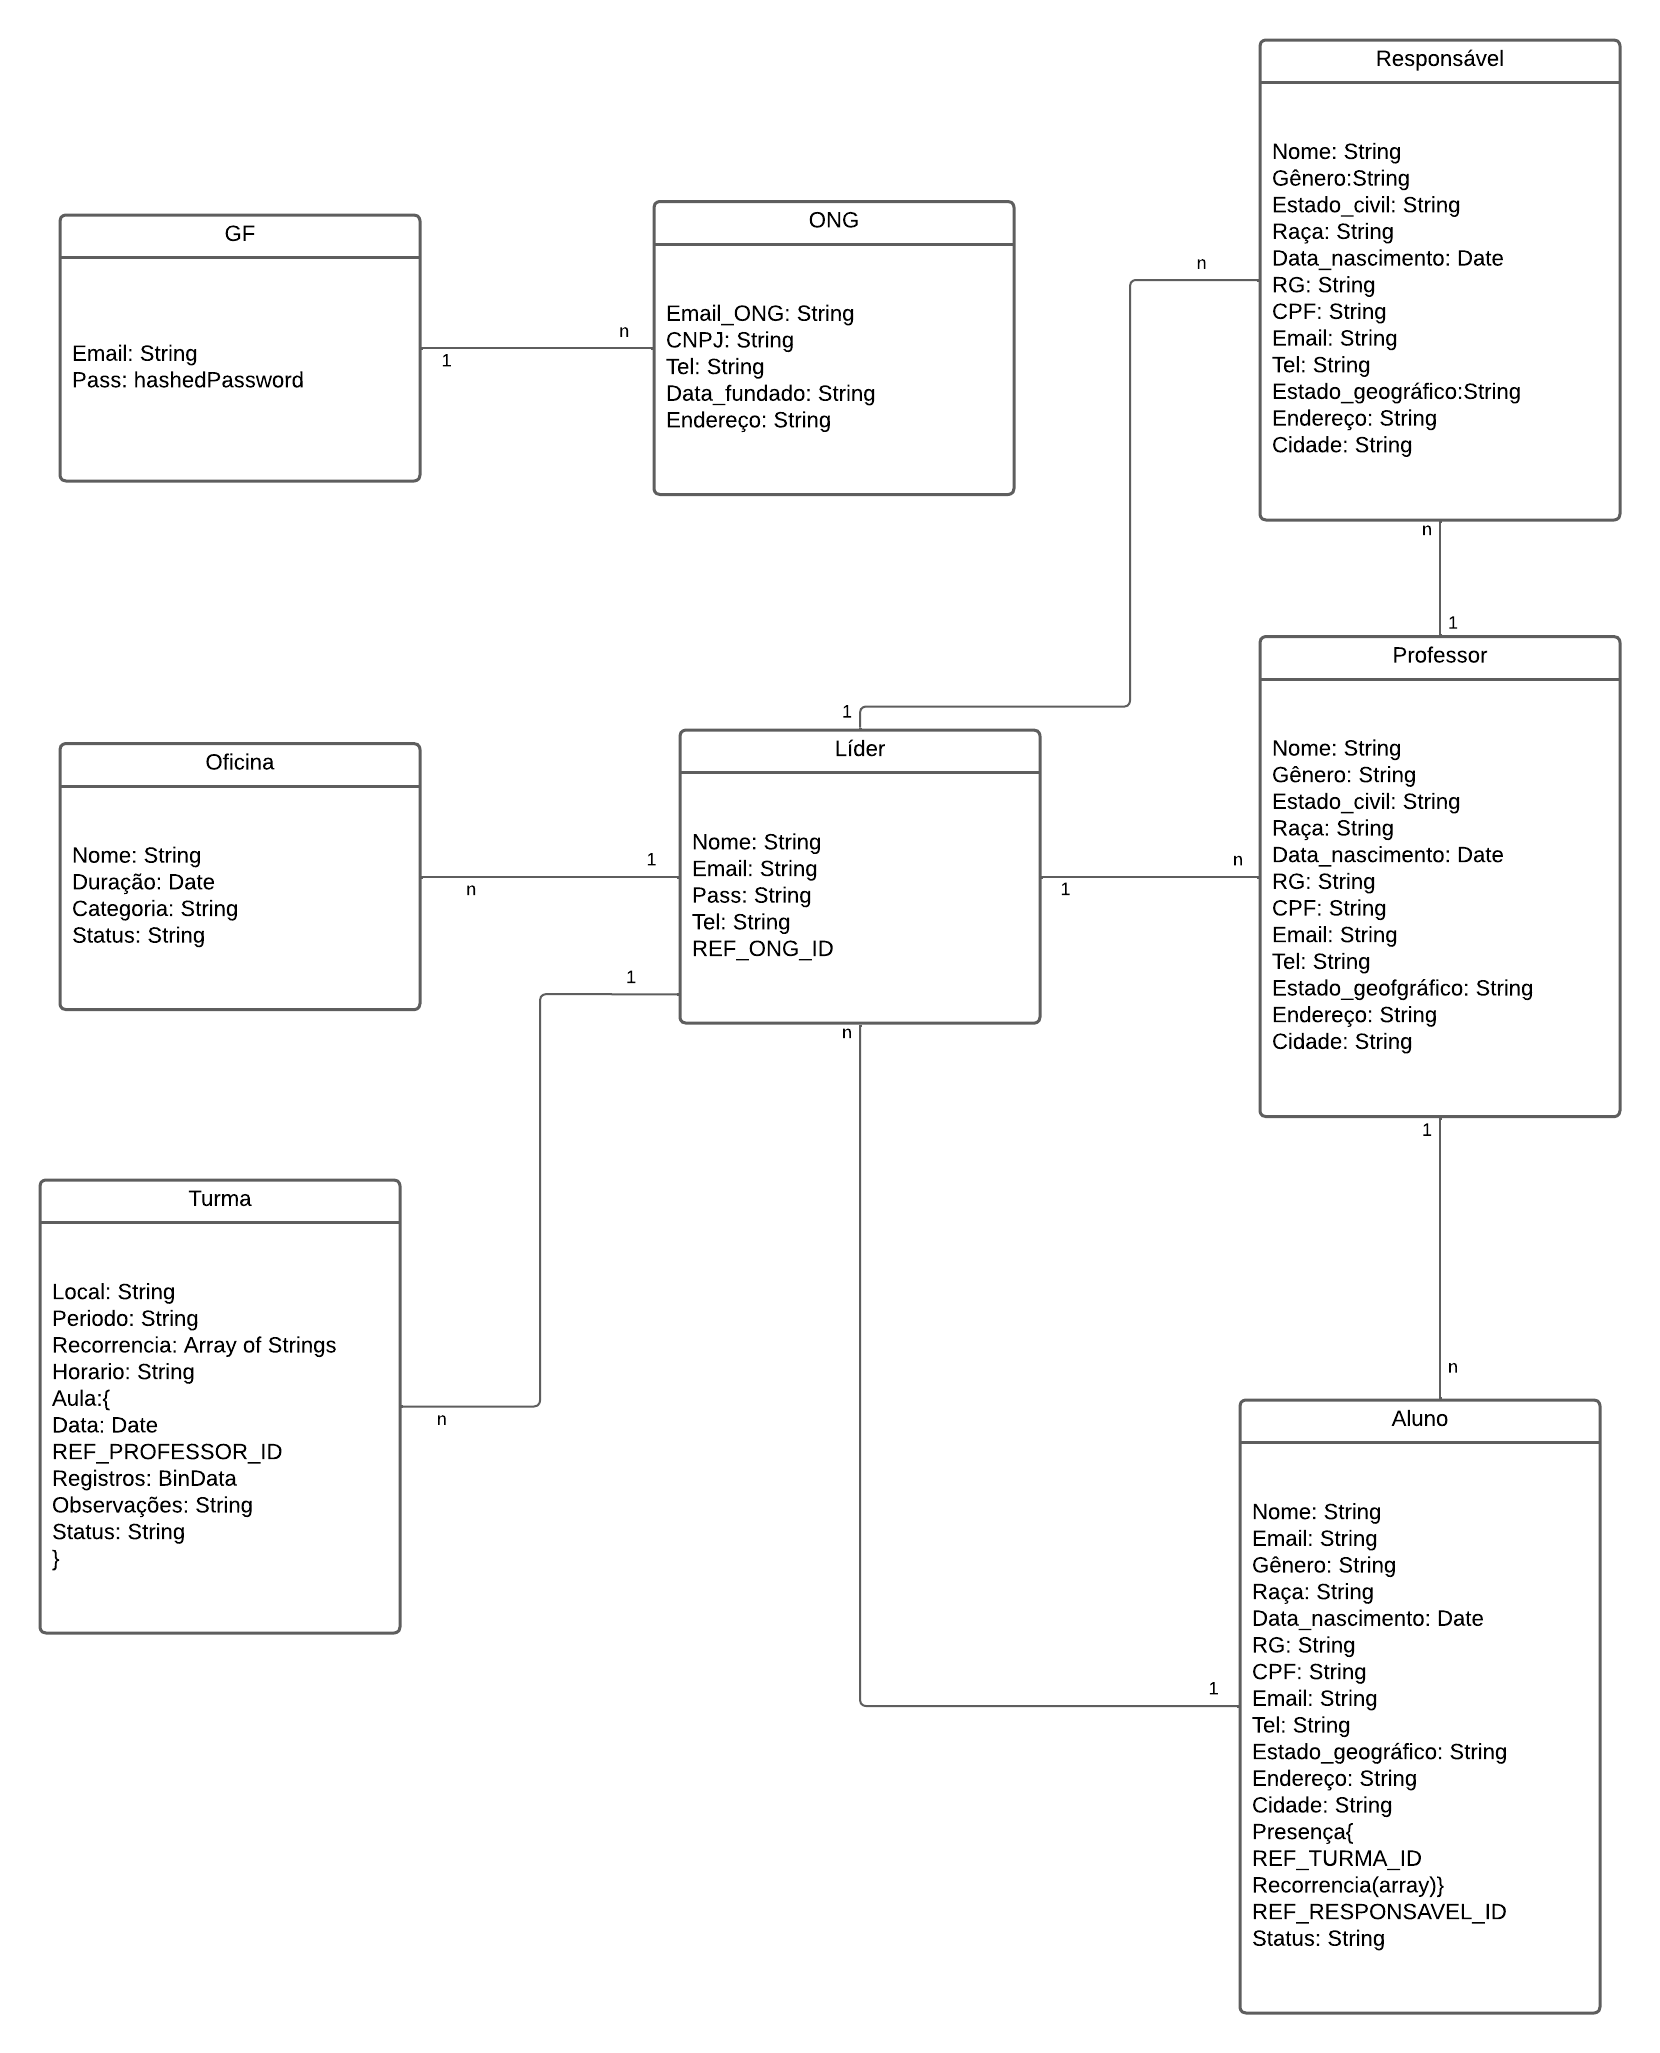 Responsável
Nome: String
Gênero:String
Estado_civil: String
Raça: String
Data_nascimento: Date
RG: String
CPF: String
Email: String
Tel: String
Estado_geográfico:String
Endereço: String
Cidade: String
GF
Email: String
Pass: hashedPassword
1
n
ONG
Email_ONG: String
CNPJ: String
Tel: String
Data_fundado: String
Endereço: String
n
n
1
1
Professor
Nome: String
Gênero: String
Estado_civil: String
Raça: String
Data_nascimento: Date
RG: String
CPF: String
Email: String
Tel: String
Estado_geofgráfico: String
Endereço: String
Cidade: String
Oficina
Nome: String
Duração: Date
Categoria: String
Status: String
n
1
Líder
Nome: String
Email: String
Pass: String
Tel: String
REF_ONG_ID
1
n
1
n
1
Turma
Local: String
Periodo: String
Recorrencia: Array of Strings
Horario: String
Aula:{
Data: Date
REF_PROFESSOR_ID
Registros: BinData
Observações: String
Status: String
}
n
n
1
Aluno
Nome: String
Email: String
Gênero: String
Raça: String
Data_nascimento: Date
RG: String
CPF: String
Email: String
Tel: String
Estado_geográfico: String
Endereço: String
Cidade: String
Presença{
REF_TURMA_ID
Recorrencia(array)}
REF_RESPONSAVEL_ID
Status: String